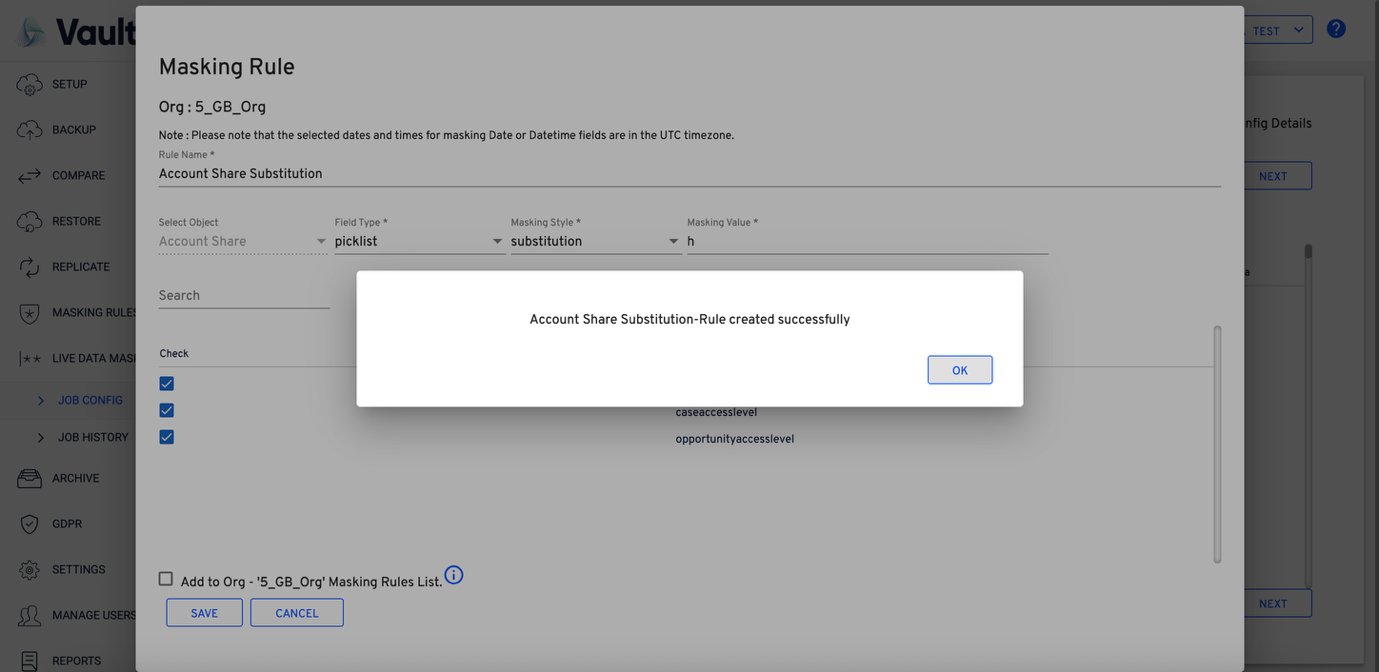 Vault
TEST
?
SETUP
BACKUP
COMPARE
RESTORE
REPLICATE
MASKING RULES
LIVE DATA MAS
JOB CONFIG
JOB HISTORY
ARCHIVE
GDPR
SETTINGS
MANAGE USERS
REPORTS
Masking Rule
Org : 5_GB_Org
Note : Please note that the selected dates and times for masking Date or Datetime fields are in the UTC timezone.
Rule Name *
Account Share Substitution
Select Object Field Type * Masking Style * Masking Value *
Account Share picklist substitution h
Search
Check
Account Share Substitution-Rule created successfully
OK
caseaccesslevel
opportunityaccesslevel
Add to Org - '5_GB_Org' Masking Rules List.
SAVE CANCEL
nfig Details
NEXT
a
NEXT